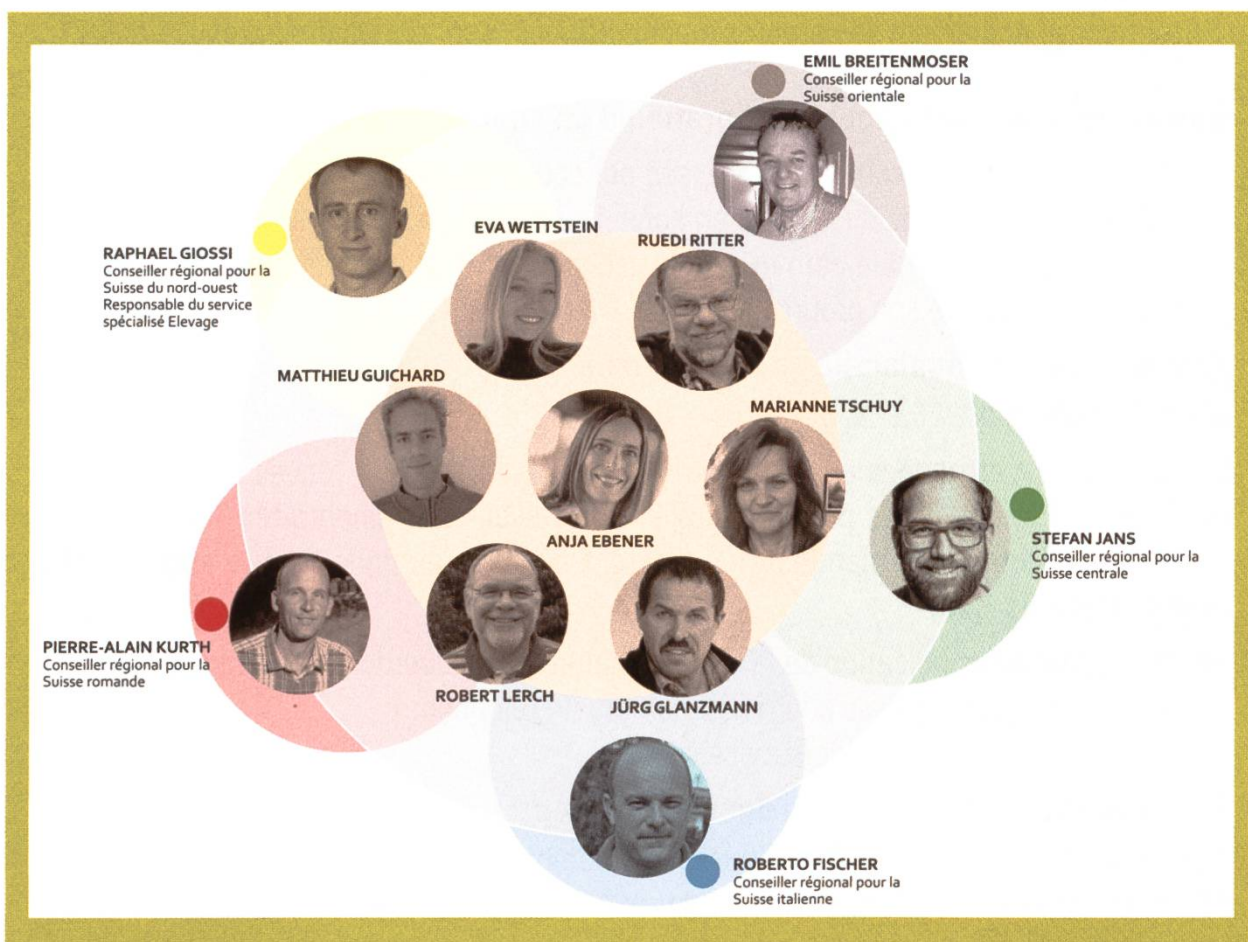 EMIL BREITENMOSER
Conseiller régional pour la
Suisse orientale
RAPHAEL GIOSSI
Conseiller régional pour la
Suisse du nord-ouest
Responsable du service
spécialisé Elevage
EVA WETTSTEIN
RUEDI RITTER
MATTHIEU GUICHARD
MARIANNE TSCHUY
ANJA EBENER
STEFAN JANS
Conseiller régional pour la
Suisse centrale
PIERRE-ALAIN KURTH
Conseiller régional pour la
Suisse romande
ROBERT LERCH
JÜRG GLANZMANN
ROBERTO FISCHER
Conseiller régional pour la
Suisse italienne